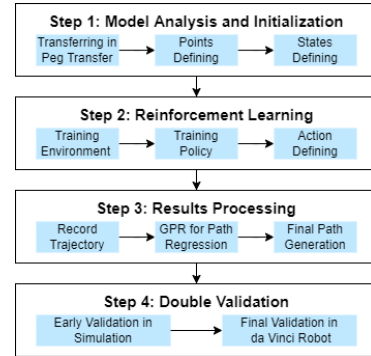 Step 1: Model Analysis and Initialization
Transferring in Peg Transfer
Points Defining
States Defining
Step 2: Reinforcement Learning
Training Environment
Training Policy
Action Defining
Step 3: Results Processing
Record Trajectory
GPR for Path Regression
Final Path Generation
Step 4: Double Validation
Early Validation in Simulation
Final Validation in da Vinci Robot